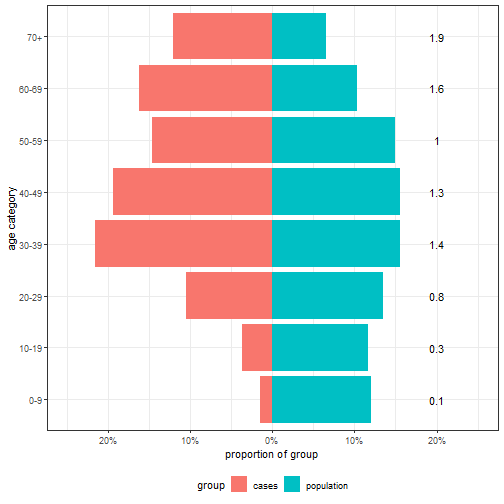 70+ 1.9
60-69 1.6
50-59 1
40-49 1.3
30-39 1.4
20-29 0.8
10-19 0.3
0-9 0.1
age category
20% 10% 0% 10% 20%
proportion of group
group cases population